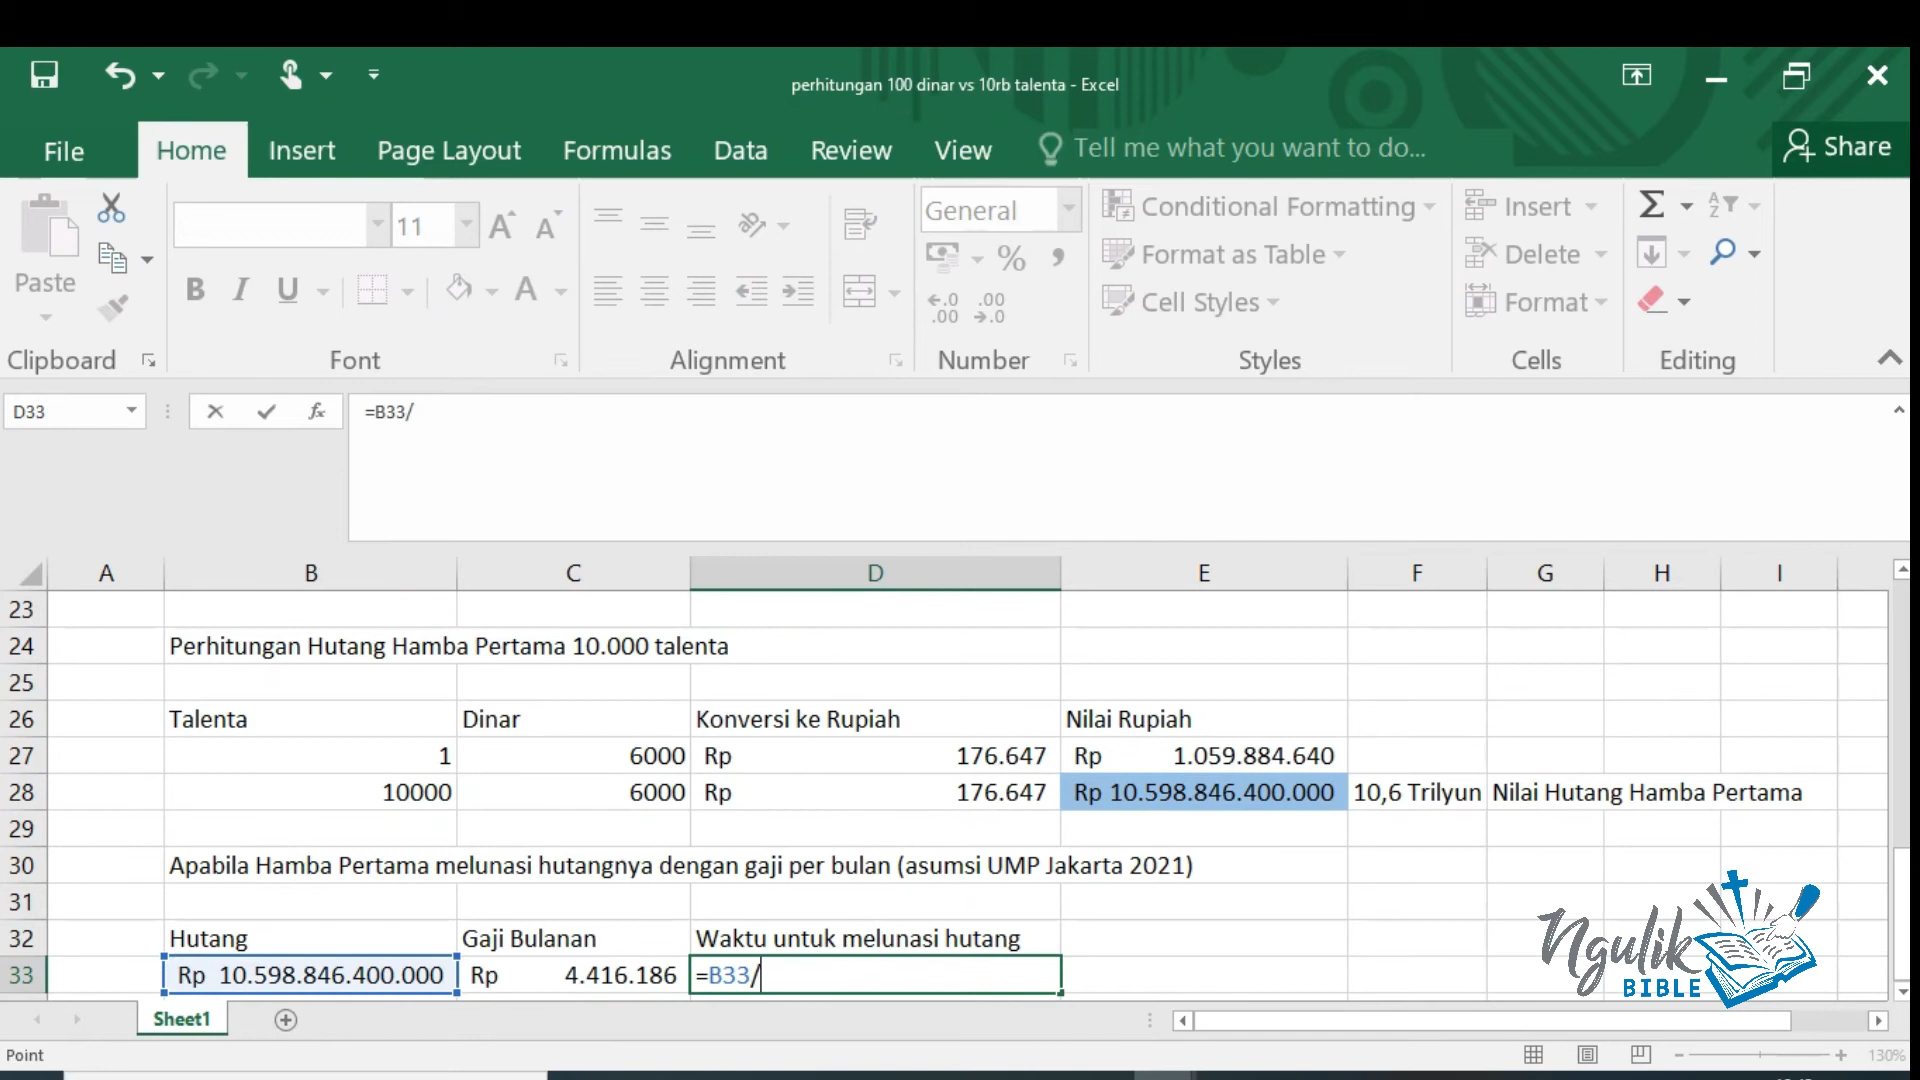 perhitungan 100 dinar vs 10rb talenta - Excel
File Home Insert Page Layout Formulas Data Review View Tell me what you want to do... Share
Paste
11
B I U A
General
%
Conditional Formatting
Format as Table
Cell Styles
Insert
Delete
Format
Clipboard Font Alignment Number Styles Cells Editing
D33 fx =B33/
A B C D E F G H I
23
24 Perhitungan Hutang Hamba Pertama 10.000 talenta
25
26 Talenta Dinar Konversi ke Rupiah Nilai Rupiah
27 1 6000 Rp 176.647 Rp 1.059.884.640
28 10000 6000 Rp 176.647 Rp 10.598.846.400.000 10,6 Trilyun Nilai Hutang Hamba Pertama
29
30 Apabila Hamba Pertama melunasi hutangnya dengan gaji per bulan (asumsi UMP Jakarta 2021)
31
32 Hutang Gaji Bulanan Waktu untuk melunasi hutang
33 Rp 10.598.846.400.000 Rp 4.416.186 =B33/
Ngulik
BIBLE
Sheet1
Point 130%